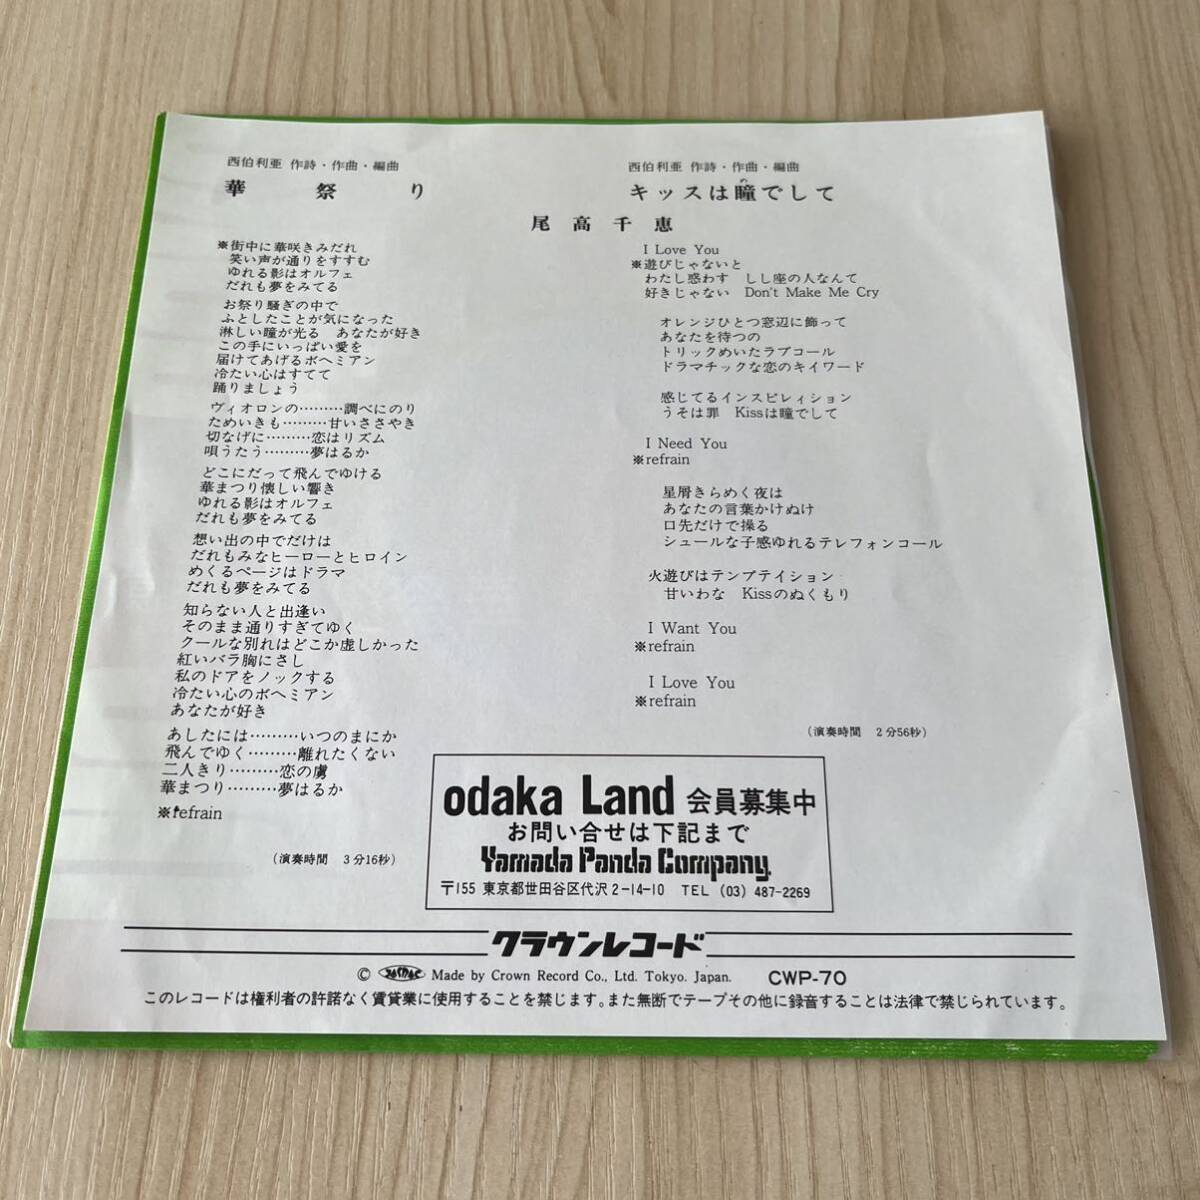 西伯利亜 作詩・作曲・編曲
華祭り
尾高千恵
※街中に華咲きみだれ
笑い声が通りをすすむ
ゆれる影はオルフェ
だれも夢をみてる
お祭り騒ぎの中で
ふとしたことが気になった
淋しい瞳が光る　あなたが好き
この手にいっぱい愛を
届けてあげるボヘミアン
冷たい心はすてて
踊りましょう
ヴィオロンの………調べにのり
ためいきも………甘いささやき
切なげに………恋はリズム
唄うたう………夢はるか
どこにだって飛んでゆける
華まつり懐しい響き
ゆれる影はオルフェ
だれも夢をみてる
想い出の中でだけは
だれもみなヒーローとヒロイン
めくるページはドラマ
だれも夢をみてる
知らない人と出逢い
そのまま通りすぎてゆく
クールな別れはどこか虚しかった
紅いバラ胸にさし
私のドアをノックする
冷たい心のボヘミアン
あなたが好き
あしたには………いつのまにか
飛んでゆく………離れたくない
二人きり………恋の虜
華まつり………夢はるか
※refrain
（演奏時間　3分16秒）
西伯利亜 作詩・作曲・編曲
の
キッスは瞳でして
I Love You
※遊びじゃないと
わたし惑わす　しし座の人なんて
好きじゃない　Don't Make Me Cry
オレンジひとつ窓辺に飾って
あなたを待つの
トリックめいたラブコール
ドラマチックな恋のキイワード
感じてるインスピレィション
うそは罪　Kissは瞳でして
I Need You
※refrain
星屑きらめく夜は
あなたの言葉かけぬけ
口先だけで操る
シュールな子感ゆれるテレフォンコール
火遊びはテンプテイション
甘いわな　Kissのぬくもり
I Want You
※refrain
I Love You
※refrain
（演奏時間　2分56秒）
odaka Land 会員募集中
お問い合せは下記まで
Yamada Panda Company.
〒155 東京都世田谷区代沢2-14-10　TEL (03) 487-2269
クラウンレコード
© Made by Crown Record Co., Ltd. Tokyo. Japan.　CWP-70
このレコードは権利者の許諾なく賃貸業に使用することを禁じます。また無断でテープその他に録音することは法律で禁じられています。